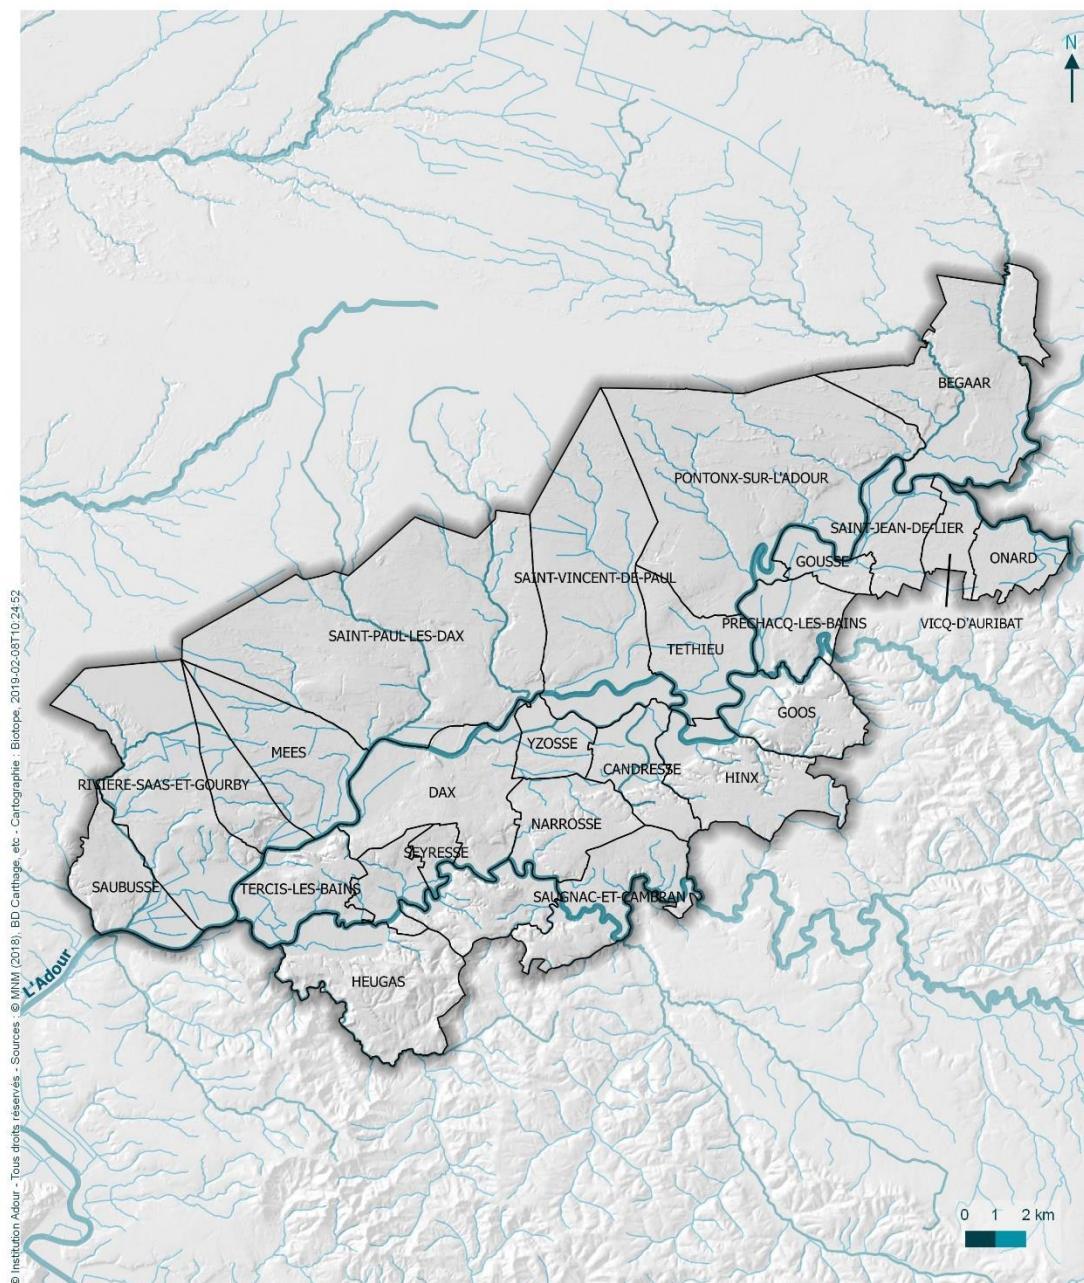 N
BEGAAR
PONTONX-SUR-L'ADOUR
SAINT-JEAN-DE-LIER
GOUSSE
ONARD
SAINT-VINCENT-DE-PAUL
PRECHACQ-LES-BAINS
VICQ-D'AURIBAT
SAINT-PAUL-LES-DAX
TETHIEU
GOOS
YZOSSE
MEES
CANDRESSE
HINX
RIVIERE-SAAS-ET-GOURBY
DAX
NARROSSE
SEYRESSE
SAUBUSSE
TERCIS-LES-BAINS
SAUGNAC-ET-CAMBRAN
L'Adour
HEUGAS
0 1 2 km
© Institution Adour - Tous droits réservés - Sources : © MNM (2018), BD Carthage, etc - Cartographie : Biotope, 2019-02-08T10:24:52